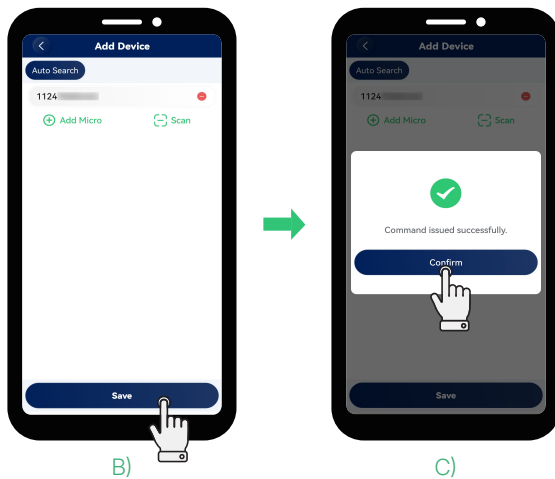 Add Device
Auto Search
1124
Add Micro
Scan
Save
B)
Add Device
Auto Search
1124
Add Micro
Scan
Command issued successfully.
Confirm
Save
C)